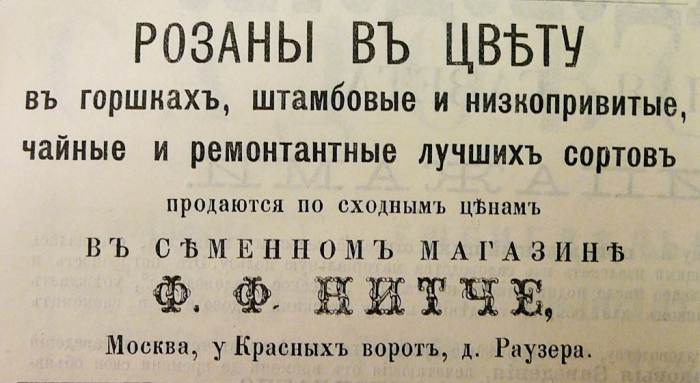 РОЗАНЫ ВЪ ЦВѢТУ
въ горшкахъ, штамбовые и низкопривитые,
чайные и ремонтантные лучшихъ сортовъ
продаются по сходнымъ цѣнамъ
ВЪ СѢМЕННОМЪ МАГАЗИНѢ
Ф. Ф. НИТЧЕ,
Москва, у Красныхъ воротъ, д. Раузера.